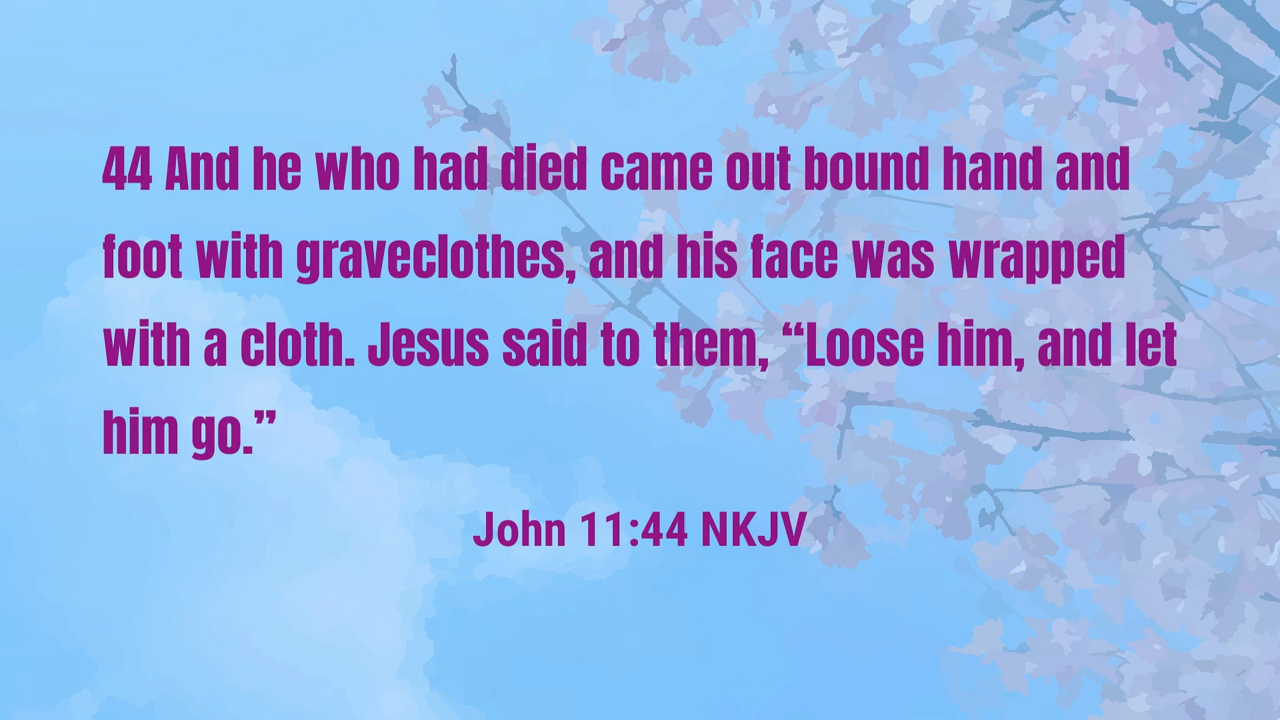 44 And he who had died came out bound hand and
foot with graveclothes, and his face was wrapped
with a cloth. Jesus said to them, “Loose him, and let
him go.”
John 11:44 NKJV